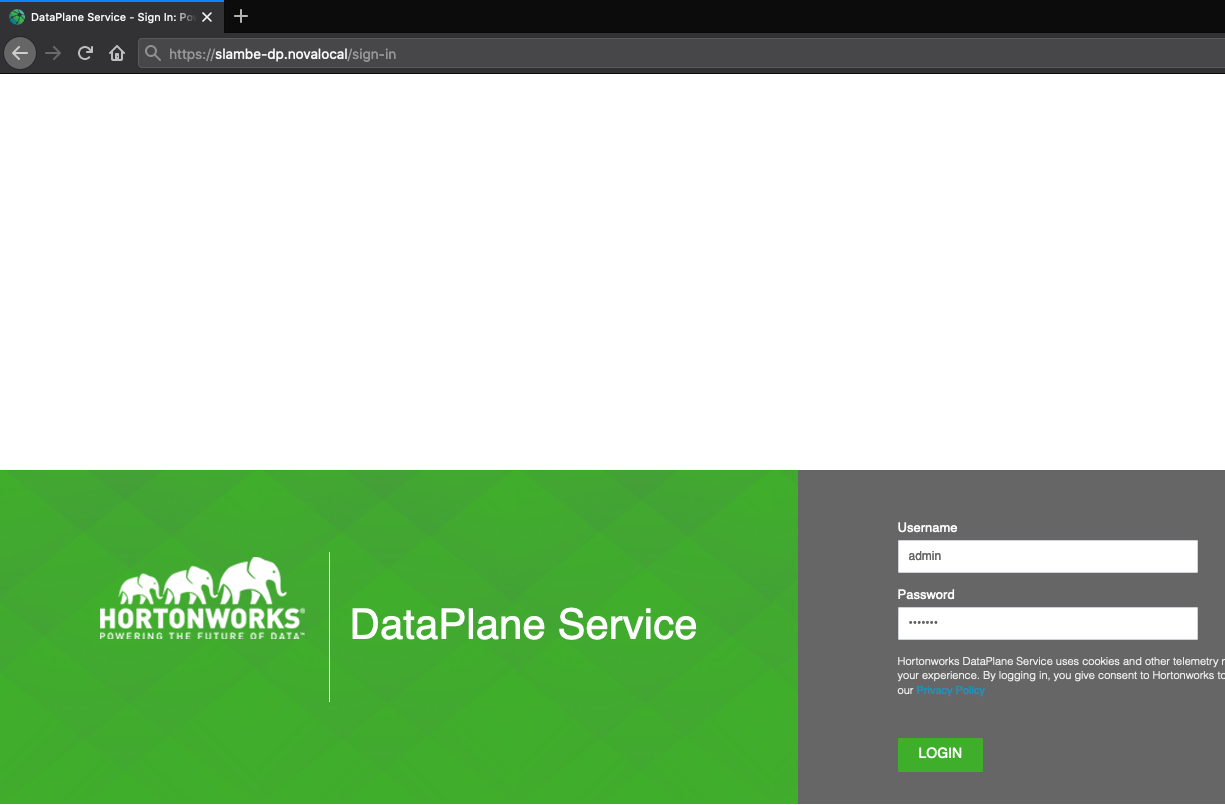 DataPlane Service - Sign In: Po
https://slambe-dp.novalocal/sign-in
HORTONWORKS®
POWERING THE FUTURE OF DATA™
DataPlane Service
Username
admin
Password
•••••••
Hortonworks DataPlane Service uses cookies and other telemetry
your experience. By logging in, you give consent to Hortonworks to
our Privacy Policy
LOGIN